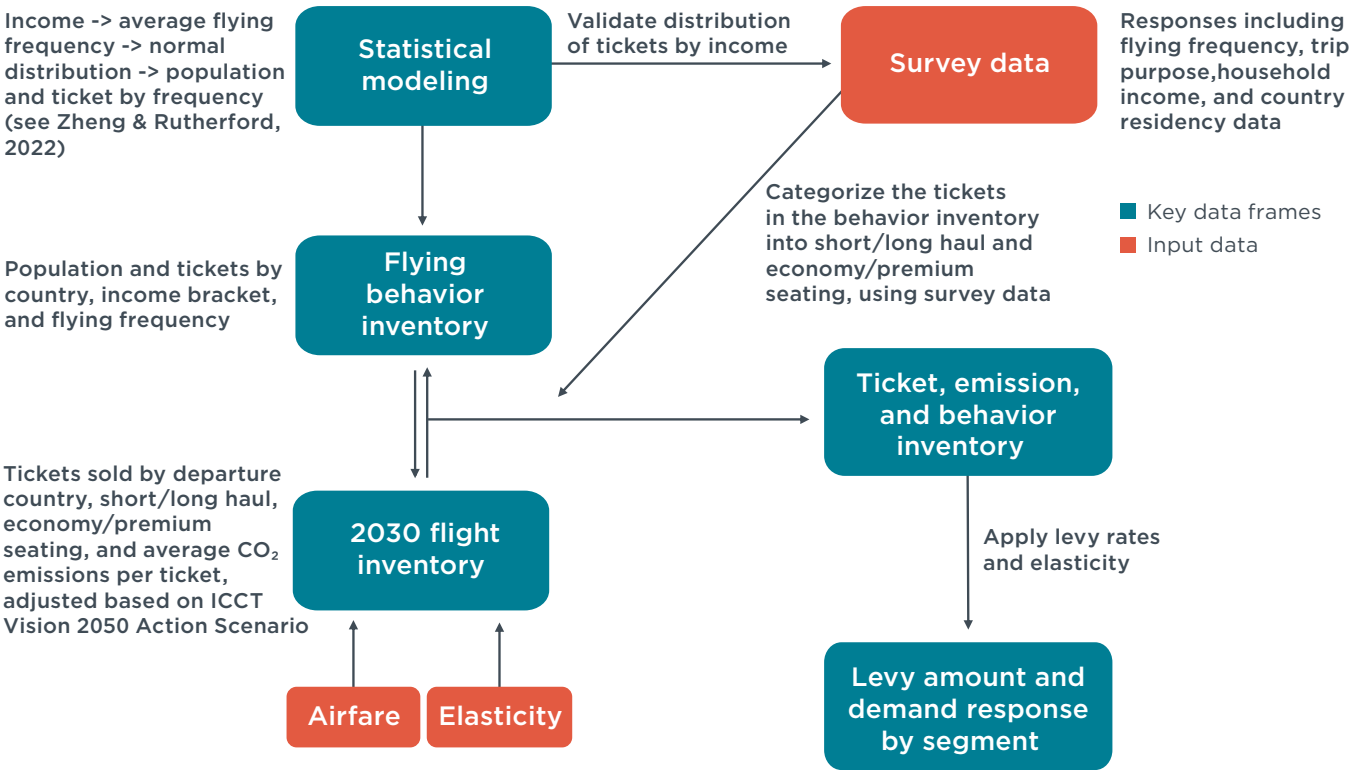 Income -> average flying
frequency -> normal
distribution -> population
and ticket by frequency
(see Zheng & Rutherford,
2022)
Statistical
modeling
Validate distribution
of tickets by income
Survey data
Responses including
flying frequency, trip
purpose,household
income, and country
residency data
Categorize the tickets
in the behavior inventory
into short/long haul and
economy/premium
seating, using survey data
Key data frames
Input data
Population and tickets by
country, income bracket,
and flying frequency
Flying
behavior
inventory
Ticket, emission,
and behavior
inventory
Tickets sold by departure
country, short/long haul,
economy/premium
seating, and average CO₂
emissions per ticket,
adjusted based on ICCT
Vision 2050 Action Scenario
2030 flight
inventory
Apply levy rates
and elasticity
Airfare
Elasticity
Levy amount and
demand response
by segment